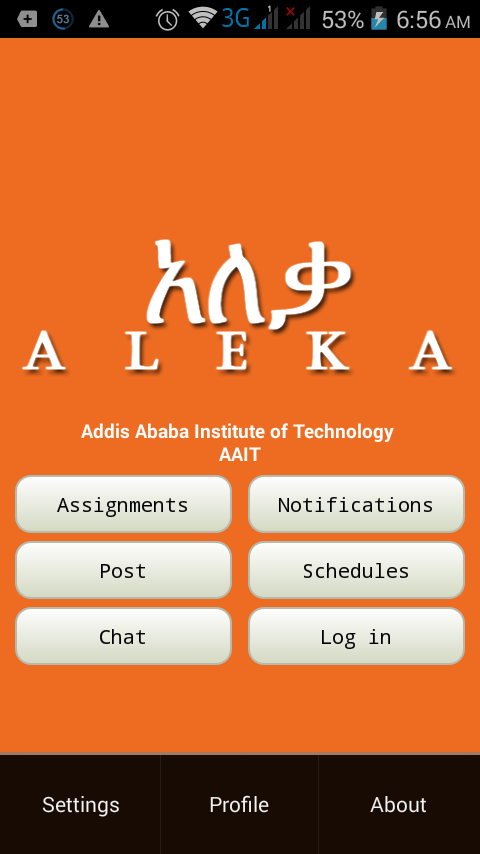 53
3G
53%
6:56 AM
አለቃ
ALEKA
Addis Ababa Institute of Technology
AAIT
Assignments
Notifications
Post
Schedules
Chat
Log in
Settings
Profile
About